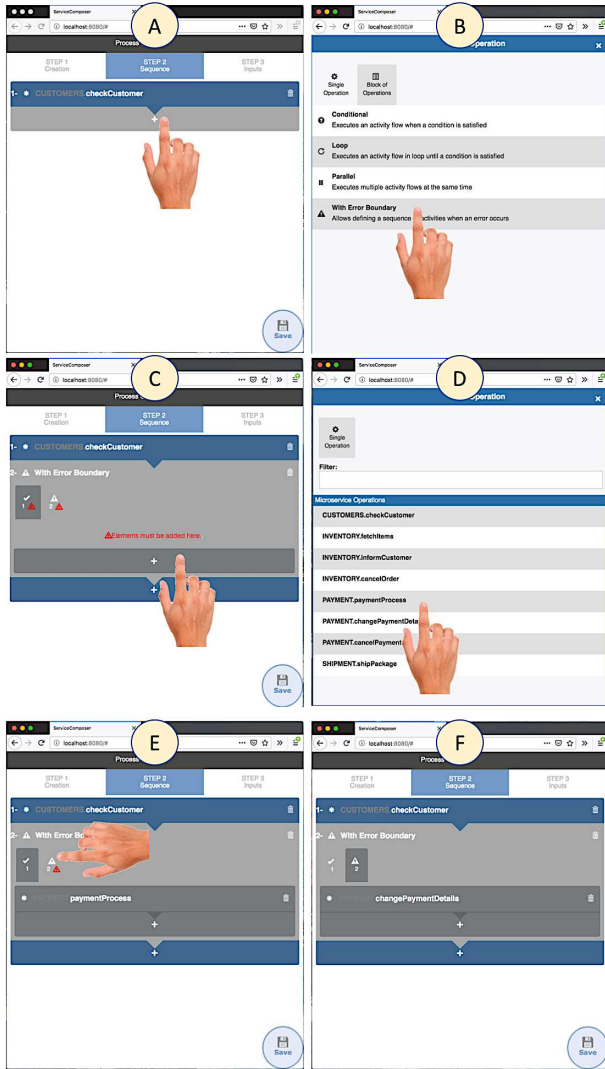 A
ServiceComposer
localhost:8080/#
Process
STEP 1 STEP 2 STEP 3
Creation Sequence Inputs
1- CUSTOMERS.checkCustomer
+
Save
B
localhost:8080/#
Operation ×
Single Block of
Operation Operations
Conditional
Executes an activity flow when a condition is satisfied
Loop
Executes an activity flow in loop until a condition is satisfied
Parallel
Executes multiple activity flows at the same time
With Error Boundary
Allows defining a sequence activities when an error occurs
C
ServiceComposer
localhost:8080/#
Process
STEP 1 STEP 2 STEP 3
Creation Sequence Inputs
1- CUSTOMERS.checkCustomer
2- With Error Boundary
1 2
Elements must be added here.
+
+
Save
D
ServiceComposer
localhost:8080/#
Operation ×
Single
Operation
Filter:
Microservice Operations
CUSTOMERS.checkCustomer
INVENTORY.fetchItems
INVENTORY.informCustomer
INVENTORY.cancelOrder
PAYMENT.paymentProcess
PAYMENT.changePaymentDeta
PAYMENT.cancelPayment
SHIPMENT.shipPackage
E
ServiceComposer
localhost:8080/#
Process
STEP 1 STEP 2 STEP 3
Creation Sequence Inputs
1- CUSTOMERS.checkCustomer
2- With Error Bo
1 2
paymentProcess
+
+
Save
F
ServiceComposer
localhost:8080/#
Process
STEP 1 STEP 2 STEP 3
Creation Sequence Inputs
1- CUSTOMERS.checkCustomer
2- With Error Boundary
1 2
changePaymentDetails
+
+
Save